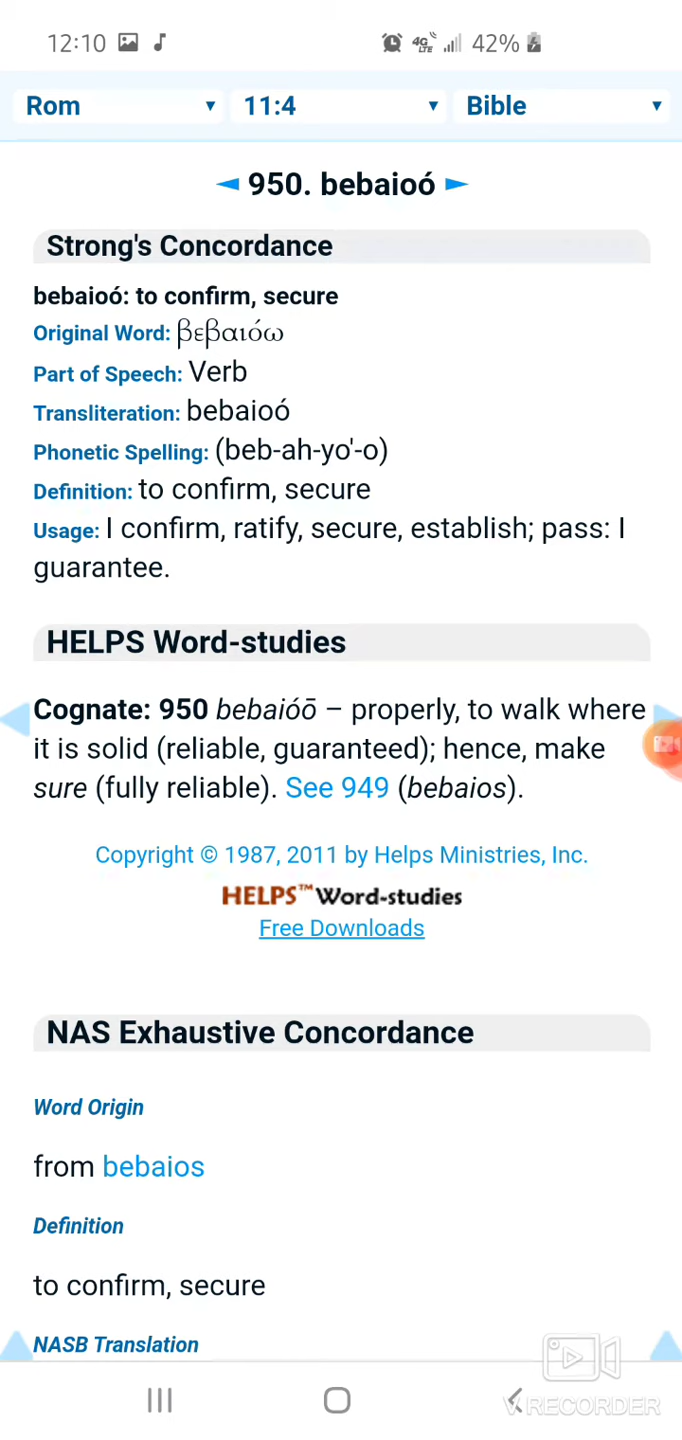 12:10 42%
4G LTE
Rom ▼ 11:4 ▼ Bible ▼
◄ 950. bebaioó ►
Strong's Concordance
bebaioó: to confirm, secure
Original Word: βεβαιόω
Part of Speech: Verb
Transliteration: bebaioó
Phonetic Spelling: (beb-ah-yo'-o)
Definition: to confirm, secure
Usage: I confirm, ratify, secure, establish; pass: I
guarantee.
HELPS Word-studies
Cognate: 950 bebaióō – properly, to walk where
it is solid (reliable, guaranteed); hence, make
sure (fully reliable). See 949 (bebaios).
Copyright © 1987, 2011 by Helps Ministries, Inc.
HELPS™ Word-studies
Free Downloads
NAS Exhaustive Concordance
Word Origin
from bebaios
Definition
to confirm, secure
NASB Translation
V RECORDER